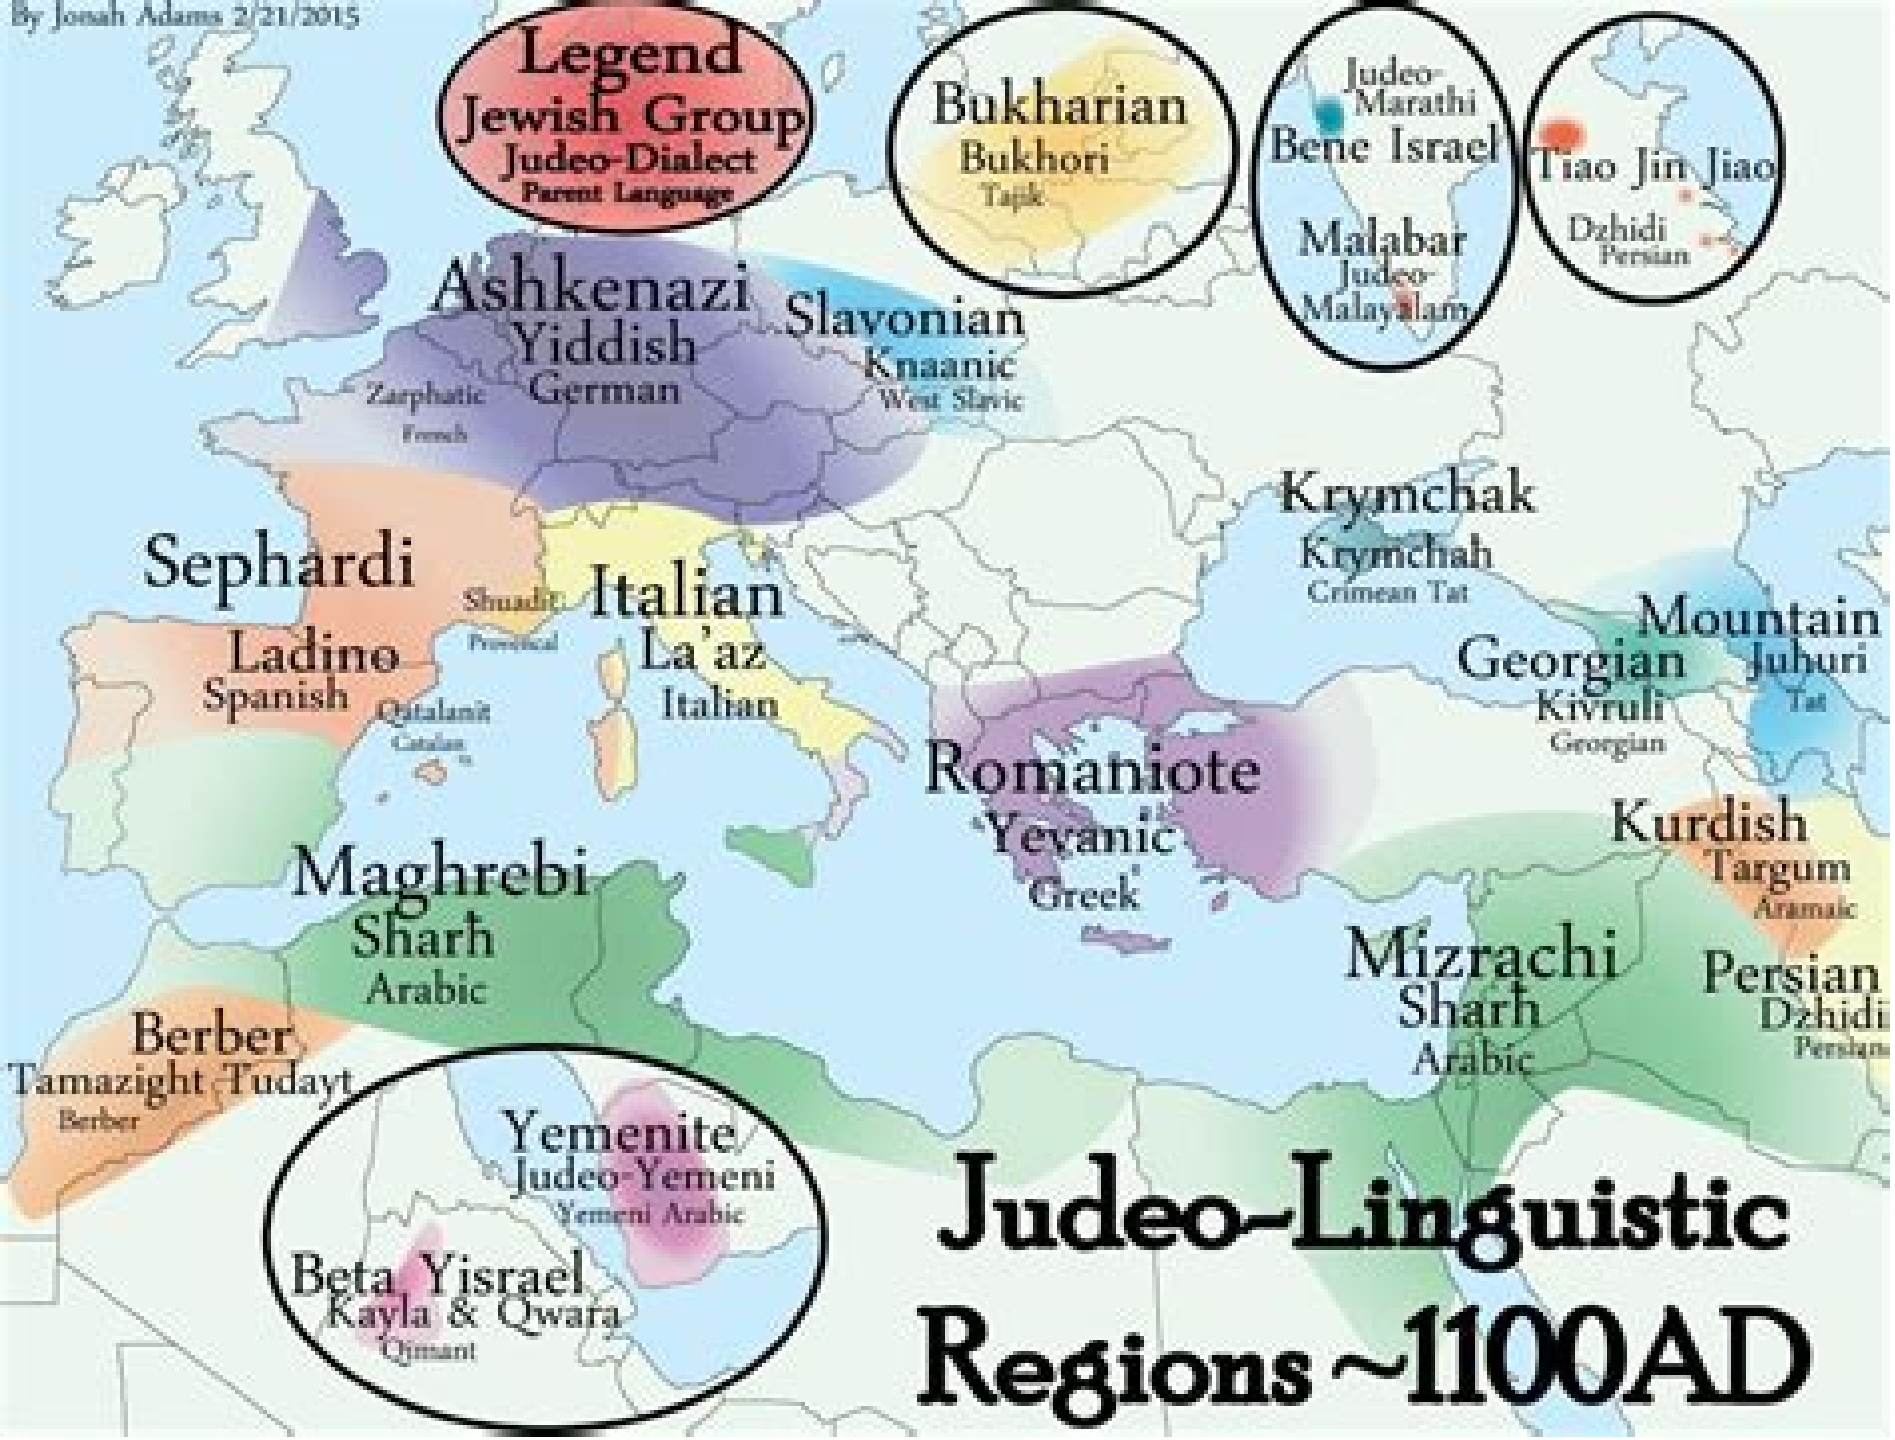 By Jonah Adams 2/21/2015
Legend
Jewish Group
Judeo-Dialect
Parent Language
Bukharian
Bukhori
Tajik
Judeo-
Marathi
Bene Israel
Malabar
Judeo-
Malayalam
Tiao Jin Jiao
Dzhidi
Persian
Ashkenazi
Yiddish
German
Zarphatic
French
Slavonian
Knaanic
West Slavic
Krymchak
Krymchah
Crimean Tat
Sephardi
Ladino
Spanish
Shuadit
Provencal
Qatalanit
Catalan
Italian
La'az
Italian
Mountain
Juhuri
Tat
Georgian
Kivruli
Georgian
Romaniote
Yevanic
Greek
Kurdish
Targum
Aramaic
Maghrebi
Sharħ
Arabic
Mizrachi
Sharħ
Arabic
Persian
Dzhidi
Persian
Berber
Tamazight Tudayt
Berber
Yemenite
Judeo-Yemeni
Yemeni Arabic
Beta Yisrael
Kayla & Qwara
Qimant
Judeo-Linguistic
Regions ~1100AD